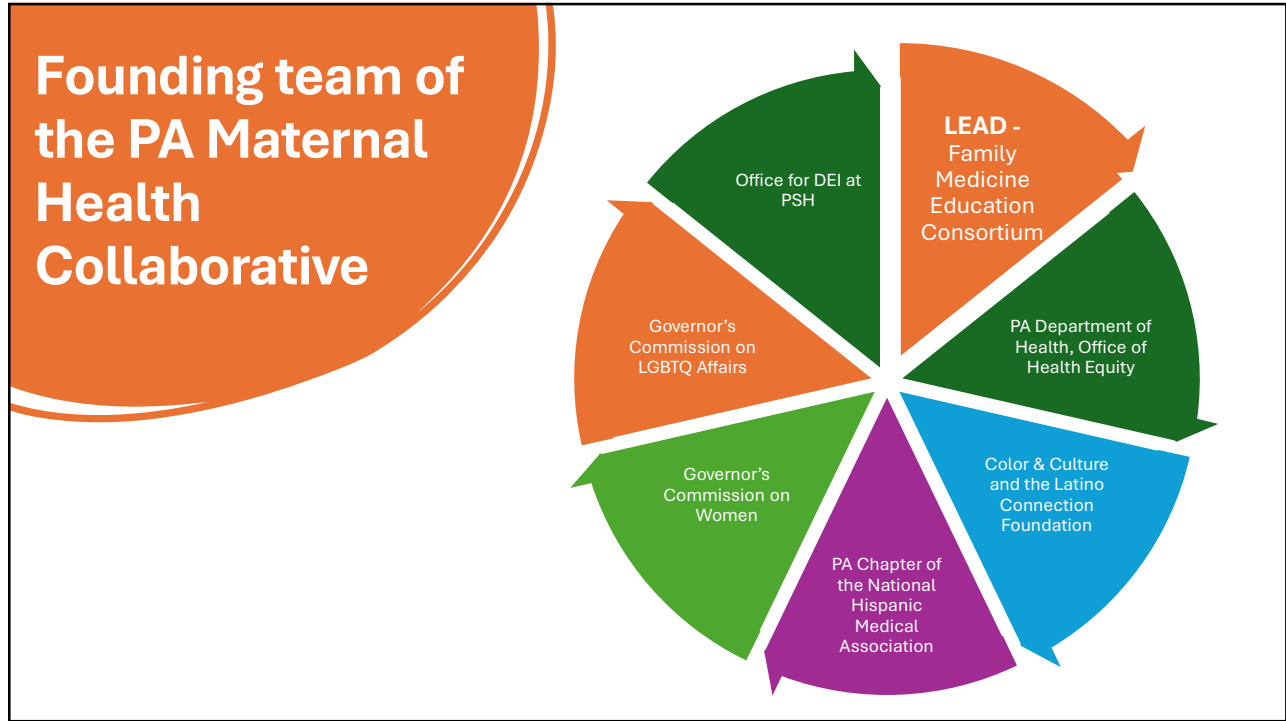 Founding team of
the PA Maternal
Health
Collaborative
LEAD -
Family
Medicine
Education
Consortium
PA Department of
Health, Office of
Health Equity
Color & Culture
and the Latino
Connection
Foundation
PA Chapter of
the National
Hispanic
Medical
Association
Governor’s
Commission on
Women
Governor’s
Commission on
LGBTQ Affairs
Office for DEI at
PSH